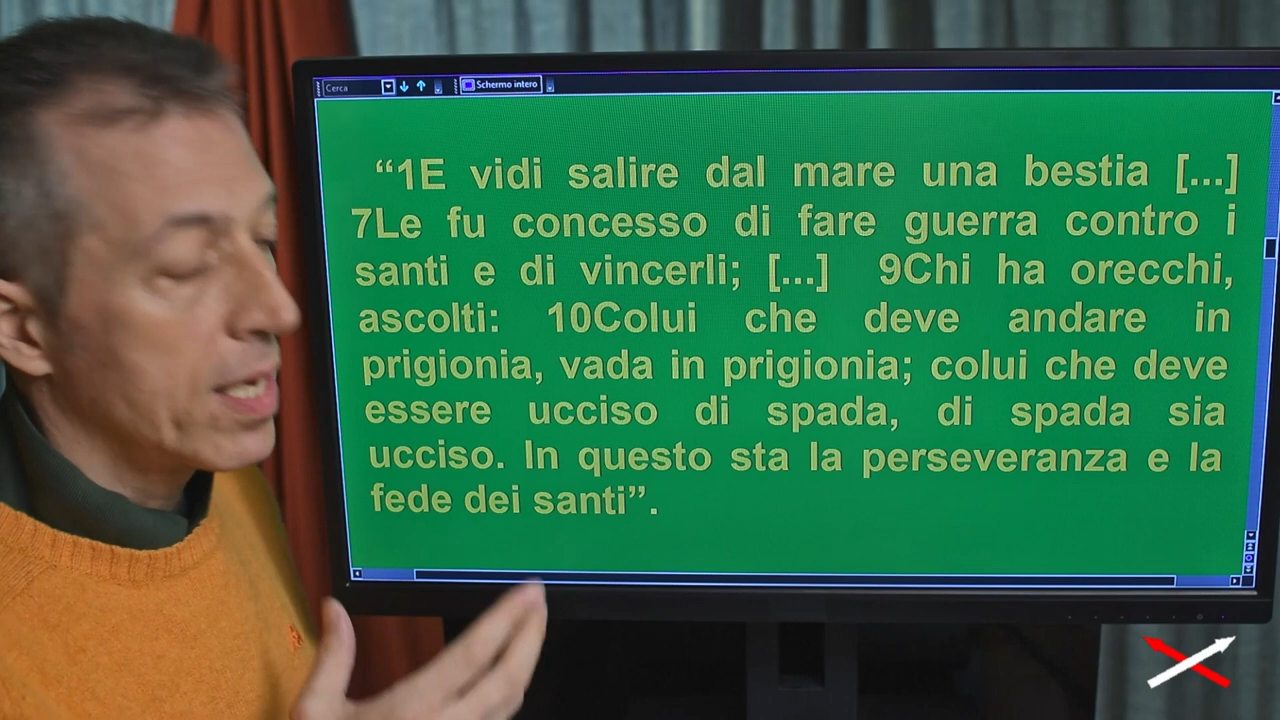 Cerca
Schermo intero
“1E vidi salire dal mare una bestia [...]
7Le fu concesso di fare guerra contro i
santi e di vincerli; [...] 9Chi ha orecchi,
ascolti: 10Colui che deve andare in
prigionia, vada in prigionia; colui che deve
essere ucciso di spada, di spada sia
ucciso. In questo sta la perseveranza e la
fede dei santi”.